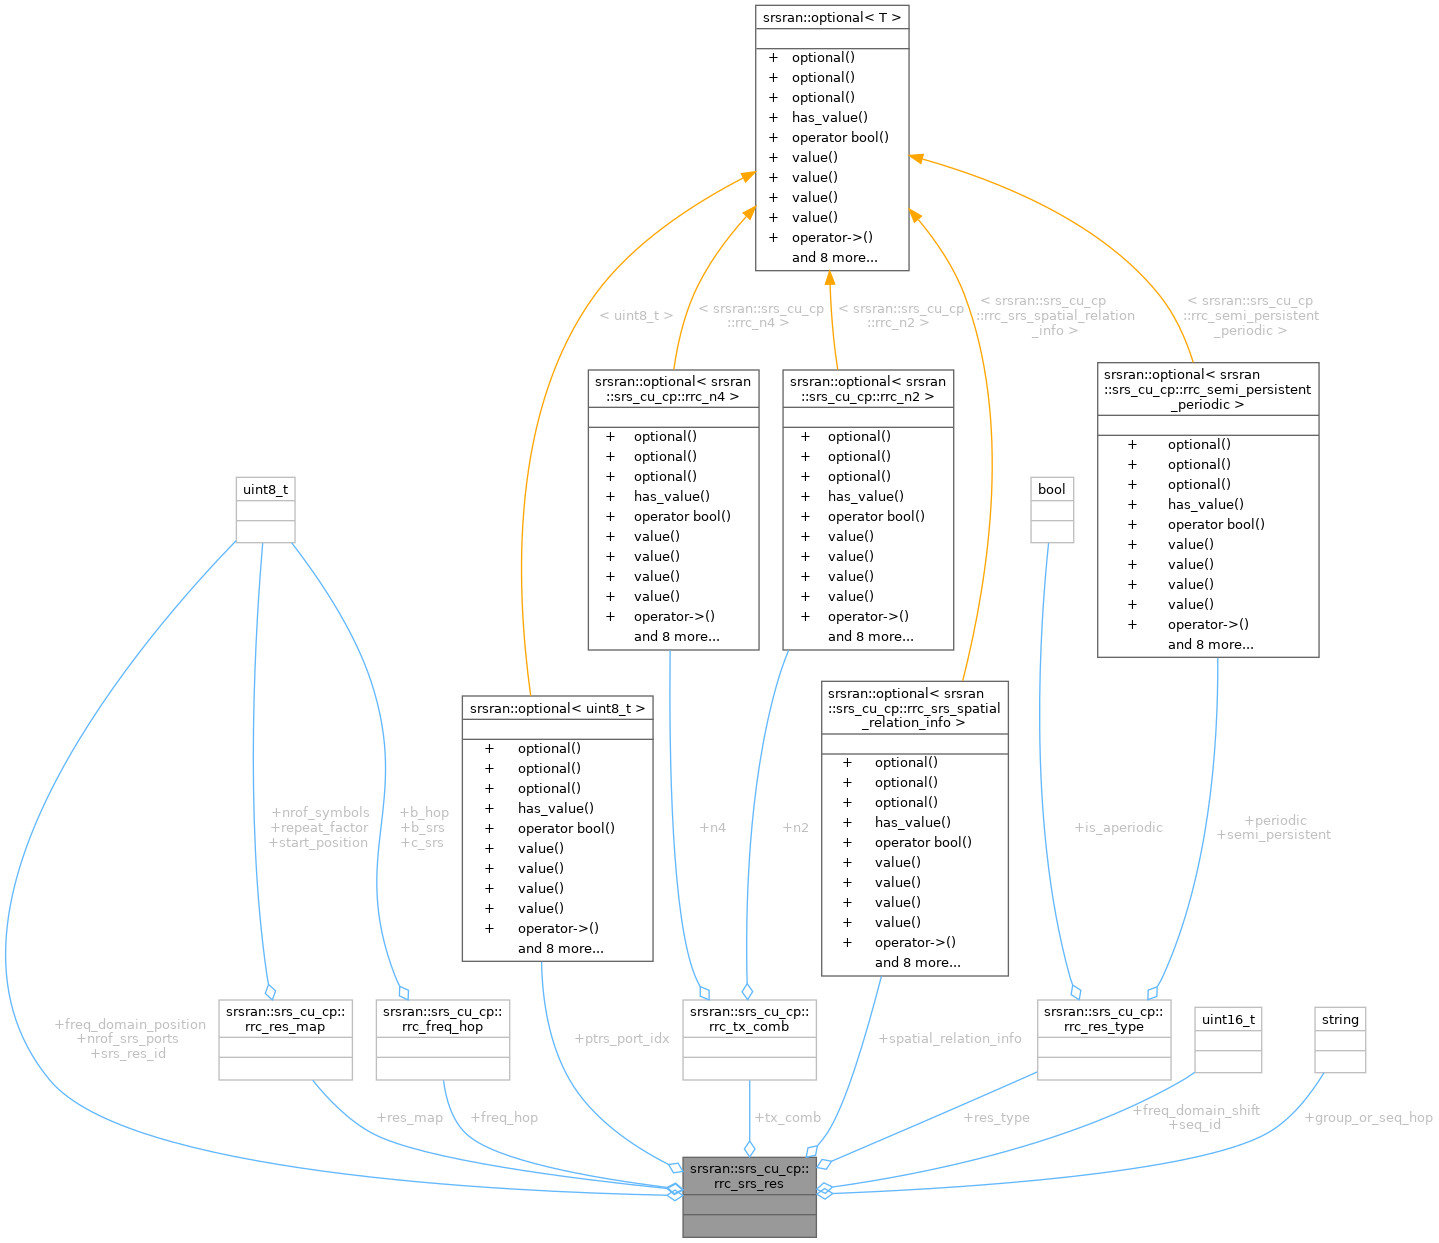 srsran::optional< T >
+ optional()
+ optional()
+ optional()
+ has_value()
+ operator bool()
+ value()
+ value()
+ value()
+ value()
+ operator->()
and 8 more...
< uint8_t >
< srsran::srs_cu_cp
::rrc_n4 >
< srsran::srs_cu_cp
::rrc_n2 >
< srsran::srs_cu_cp
::rrc_srs_spatial_relation
_info >
< srsran::srs_cu_cp
::rrc_semi_persistent
_periodic >
srsran::optional< srsran
::srs_cu_cp::rrc_n4 >
+ optional()
+ optional()
+ optional()
+ has_value()
+ operator bool()
+ value()
+ value()
+ value()
+ value()
+ operator->()
and 8 more...
srsran::optional< srsran
::srs_cu_cp::rrc_n2 >
+ optional()
+ optional()
+ optional()
+ has_value()
+ operator bool()
+ value()
+ value()
+ value()
+ value()
+ operator->()
and 8 more...
srsran::optional< srsran
::srs_cu_cp::rrc_semi_persistent
_periodic >
+ optional()
+ optional()
+ optional()
+ has_value()
+ operator bool()
+ value()
+ value()
+ value()
+ value()
+ operator->()
and 8 more...
uint8_t
bool
srsran::optional< uint8_t >
+ optional()
+ optional()
+ optional()
+ has_value()
+ operator bool()
+ value()
+ value()
+ value()
+ value()
+ operator->()
and 8 more...
srsran::optional< srsran
::srs_cu_cp::rrc_srs_spatial
_relation_info >
+ optional()
+ optional()
+ optional()
+ has_value()
+ operator bool()
+ value()
+ value()
+ value()
+ value()
+ operator->()
and 8 more...
+nrof_symbols
+repeat_factor
+start_position
+b_hop
+b_srs
+c_srs
+n4
+n2
+is_aperiodic
+periodic
+semi_persistent
+freq_domain_position
+nrof_srs_ports
+srs_res_id
srsran::srs_cu_cp::
rrc_res_map
srsran::srs_cu_cp::
rrc_freq_hop
+ptrs_port_idx
srsran::srs_cu_cp::
rrc_tx_comb
+spatial_relation_info
srsran::srs_cu_cp::
rrc_res_type
uint16_t
string
+res_map
+freq_hop
+tx_comb
+res_type
+freq_domain_shift
+seq_id
+group_or_seq_hop
srsran::srs_cu_cp::
rrc_srs_res